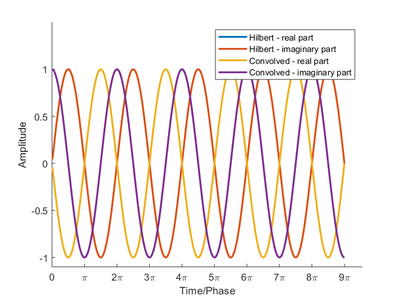 Hilbert - real part
Hilbert - imaginary part
Convolved - real part
Convolved - imaginary part
1
0.5
0
-0.5
-1
Amplitude
0 π 2π 3π 4π 5π 6π 7π 8π 9π
Time/Phase